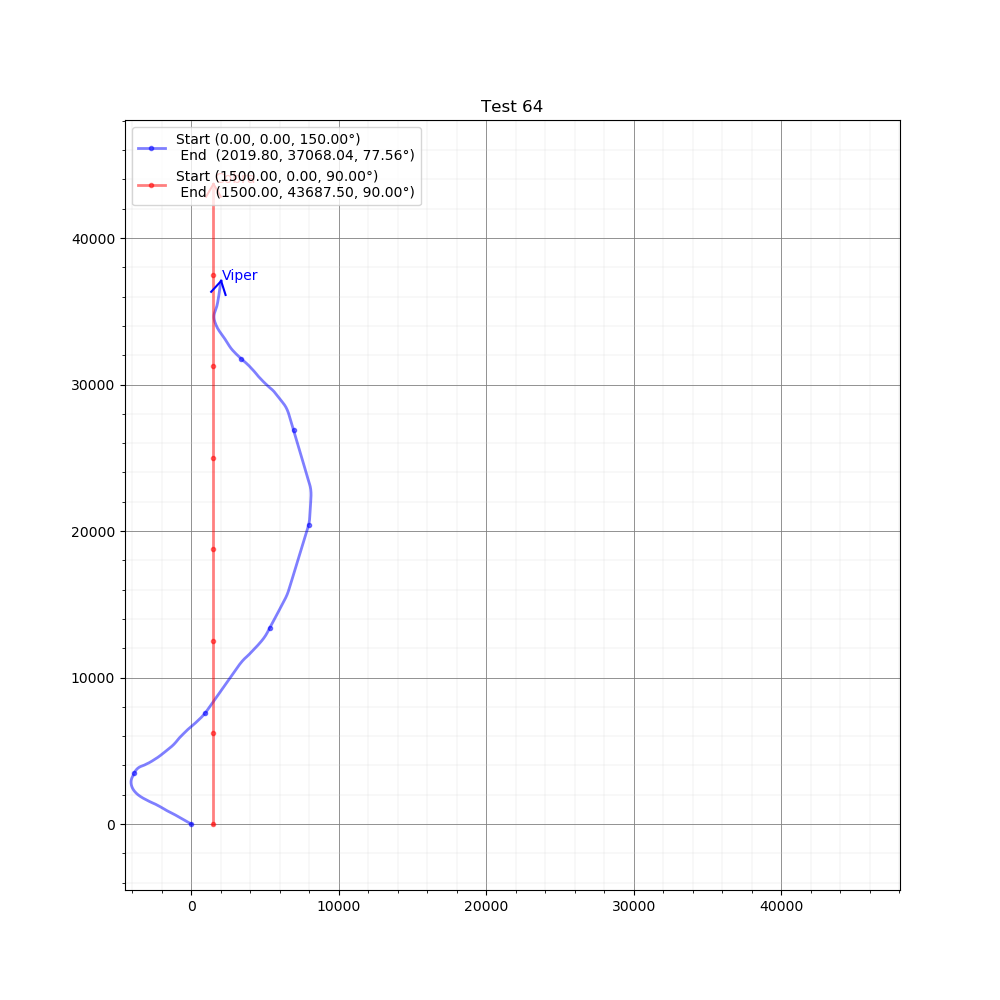 Test 64
Start (0.00, 0.00, 150.00°)
End (2019.80, 37068.04, 77.56°)
Start (1500.00, 0.00, 90.00°)
End (1500.00, 43687.50, 90.00°)
40000
Viper
30000
20000
10000
0
0 10000 20000 30000 40000